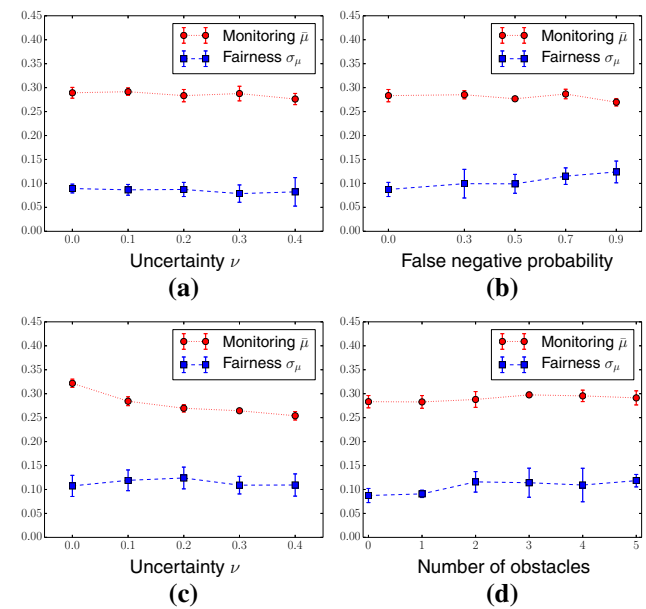 0.45
0.40
0.35
0.30
0.25
0.20
0.15
0.10
0.05
0.00
Monitoring μ̄
Fairness σμ
0.0 0.1 0.2 0.3 0.4
Uncertainty ν
(a)
0.45
0.40
0.35
0.30
0.25
0.20
0.15
0.10
0.05
0.00
Monitoring μ̄
Fairness σμ
0.0 0.3 0.5 0.7 0.9
False negative probability
(b)
0.45
0.40
0.35
0.30
0.25
0.20
0.15
0.10
0.05
0.00
Monitoring μ̄
Fairness σμ
0.0 0.1 0.2 0.3 0.4
Uncertainty ν
(c)
0.45
0.40
0.35
0.30
0.25
0.20
0.15
0.10
0.05
0.00
Monitoring μ̄
Fairness σμ
0 1 2 3 4 5
Number of obstacles
(d)